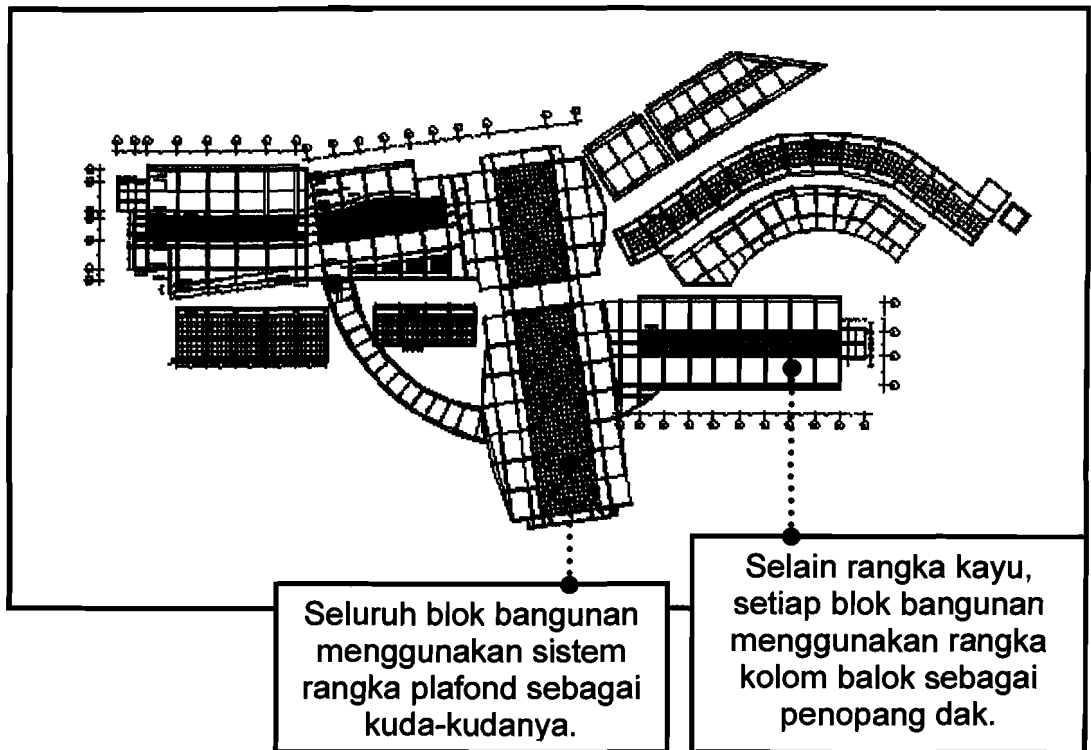 Seluruh blok bangunan
menggunakan sistem
rangka plafond sebagai
kuda-kudanya.
Selain rangka kayu,
setiap blok bangunan
menggunakan rangka
kolom balok sebagai
penopang dak.